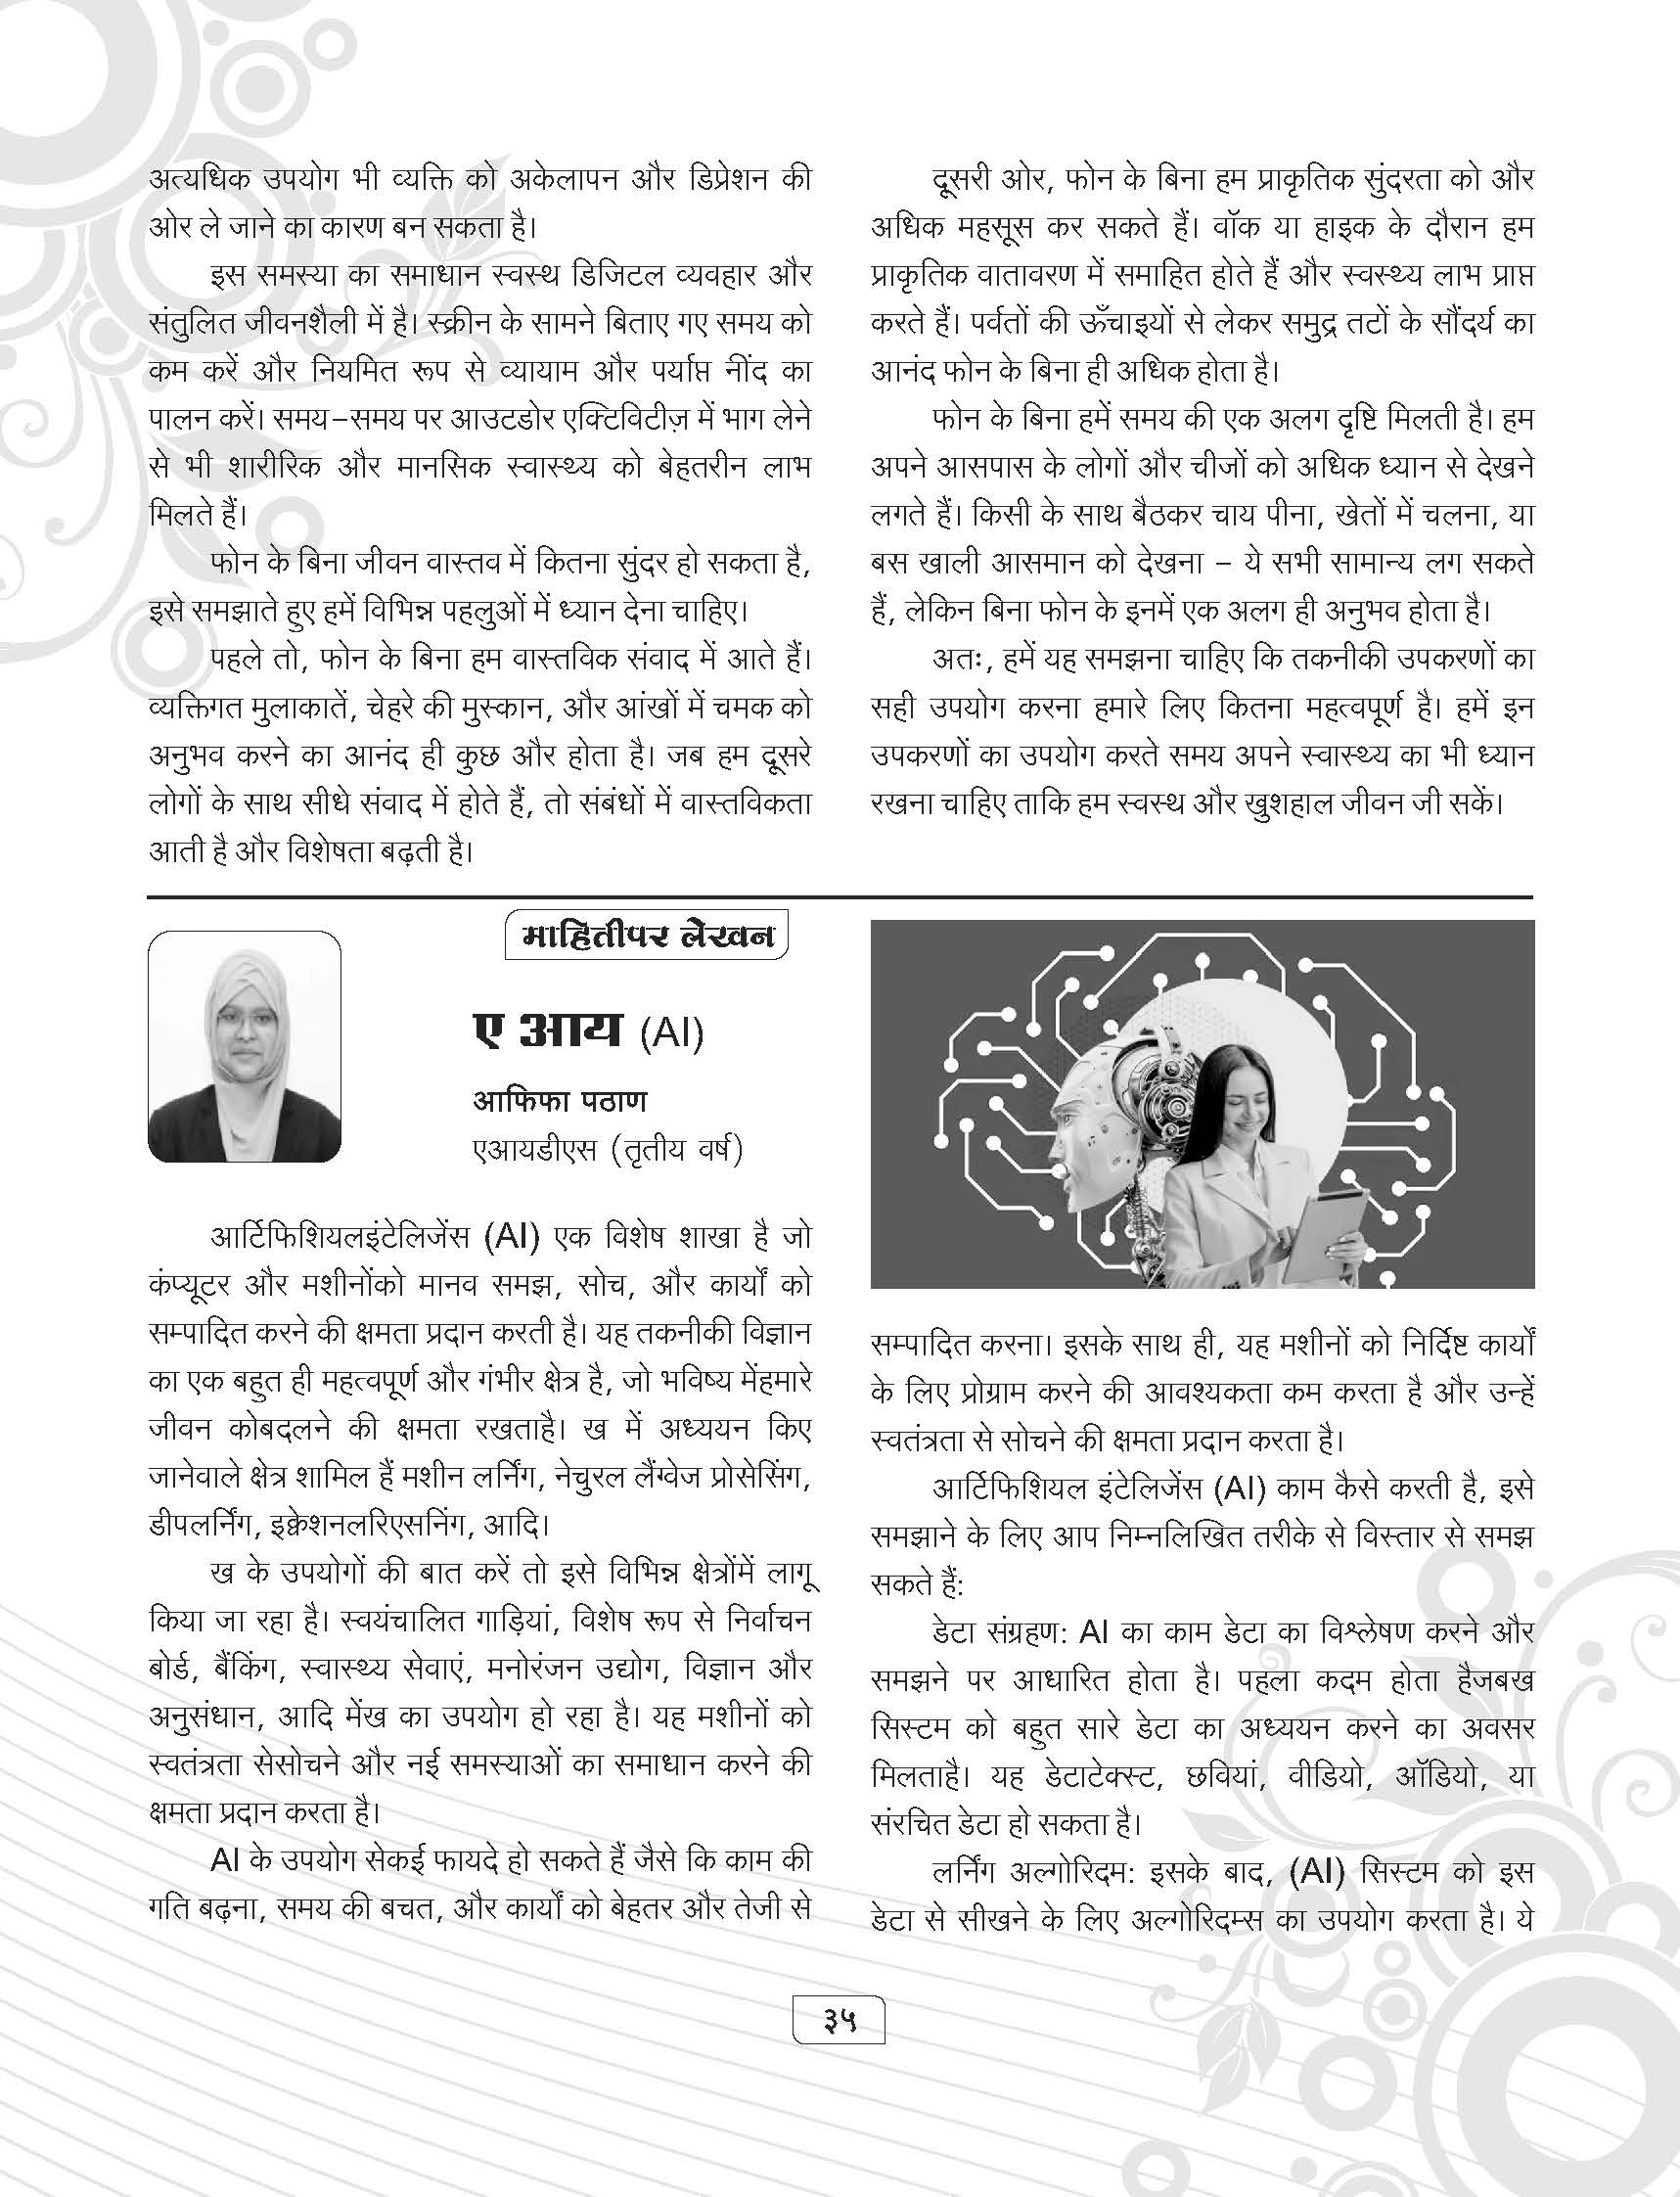 अत्यधिक उपयोग भी व्यक्ति को अकेलापन और डिप्रेशन की
ओर ले जाने का कारण बन सकता है।
इस समस्या का समाधान स्वस्थ डिजिटल व्यवहार और
संतुलित जीवनशैली में है। स्क्रीन के सामने बिताए गए समय को
कम करें और नियमित रूप से व्यायाम और पर्याप्त नींद का
पालन करें। समय-समय पर आउटडोर एक्टिविटीज़ में भाग लेने
से भी शारीरिक और मानसिक स्वास्थ्य को बेहतरीन लाभ
मिलते हैं।
फोन के बिना जीवन वास्तव में कितना सुंदर हो सकता है,
इसे समझाते हुए हमें विभिन्न पहलुओं में ध्यान देना चाहिए।
पहले तो, फोन के बिना हम वास्तविक संवाद में आते हैं।
व्यक्तिगत मुलाकातें, चेहरे की मुस्कान, और आंखों में चमक को
अनुभव करने का आनंद ही कुछ और होता है। जब हम दूसरे
लोगों के साथ सीधे संवाद में होते हैं, तो संबंधों में वास्तविकता
आती है और विशेषता बढ़ती है।
दूसरी ओर, फोन के बिना हम प्राकृतिक सुंदरता को और
अधिक महसूस कर सकते हैं। वॉक या हाइक के दौरान हम
प्राकृतिक वातावरण में समाहित होते हैं और स्वस्थ्य लाभ प्राप्त
करते हैं। पर्वतों की ऊँचाइयों से लेकर समुद्र तटों के सौंदर्य का
आनंद फोन के बिना ही अधिक होता है।
फोन के बिना हमें समय की एक अलग दृष्टि मिलती है। हम
अपने आसपास के लोगों और चीजों को अधिक ध्यान से देखने
लगते हैं। किसी के साथ बैठकर चाय पीना, खेतों में चलना, या
बस खाली आसमान को देखना - ये सभी सामान्य लग सकते
हैं, लेकिन बिना फोन के इनमें एक अलग ही अनुभव होता है।
अतः, हमें यह समझना चाहिए कि तकनीकी उपकरणों का
सही उपयोग करना हमारे लिए कितना महत्वपूर्ण है। हमें इन
उपकरणों का उपयोग करते समय अपने स्वास्थ्य का भी ध्यान
रखना चाहिए ताकि हम स्वस्थ और खुशहाल जीवन जी सकें।
माहितीपर लेखन
ए आय (AI)
आफिफा पठाण
एआयडीएस (तृतीय वर्ष)
आर्टिफिशियलइंटेलिजेंस (AI) एक विशेष शाखा है जो
कंप्यूटर और मशीनोंको मानव समझ, सोच, और कार्यों को
सम्पादित करने की क्षमता प्रदान करती है। यह तकनीकी विज्ञान
का एक बहुत ही महत्वपूर्ण और गंभीर क्षेत्र है, जो भविष्य मेंहमारे
जीवन कोबदलने की क्षमता रखताहै। ख में अध्ययन किए
जानेवाले क्षेत्र शामिल हैं मशीन लर्निंग, नेचुरल लैंग्वेज प्रोसेसिंग,
डीपलर्निंग, इक्रेशनलरिएसनिंग, आदि।
ख के उपयोगों की बात करें तो इसे विभिन्न क्षेत्रोंमें लागू
किया जा रहा है। स्वयंचालित गाड़ियां, विशेष रूप से निर्वाचन
बोर्ड, बैंकिंग, स्वास्थ्य सेवाएं, मनोरंजन उद्योग, विज्ञान और
अनुसंधान, आदि मेंख का उपयोग हो रहा है। यह मशीनों को
स्वतंत्रता सेसोचने और नई समस्याओं का समाधान करने की
क्षमता प्रदान करता है।
AI के उपयोग सेकई फायदे हो सकते हैं जैसे कि काम की
गति बढ़ना, समय की बचत, और कार्यों को बेहतर और तेजी से
सम्पादित करना। इसके साथ ही, यह मशीनों को निर्दिष्ट कार्यों
के लिए प्रोग्राम करने की आवश्यकता कम करता है और उन्हें
स्वतंत्रता से सोचने की क्षमता प्रदान करता है।
आर्टिफिशियल इंटेलिजेंस (AI) काम कैसे करती है, इसे
समझाने के लिए आप निम्नलिखित तरीके से विस्तार से समझ
सकते हैं:
डेटा संग्रहण: AI का काम डेटा का विश्लेषण करने और
समझने पर आधारित होता है। पहला कदम होता हैजबख
सिस्टम को बहुत सारे डेटा का अध्ययन करने का अवसर
मिलताहै। यह डेटाटेक्स्ट, छवियां, वीडियो, ऑडियो, या
संरचित डेटा हो सकता है।
लर्निंग अल्गोरिदम: इसके बाद, (AI) सिस्टम को इस
डेटा से सीखने के लिए अल्गोरिदम्स का उपयोग करता है। ये
३५